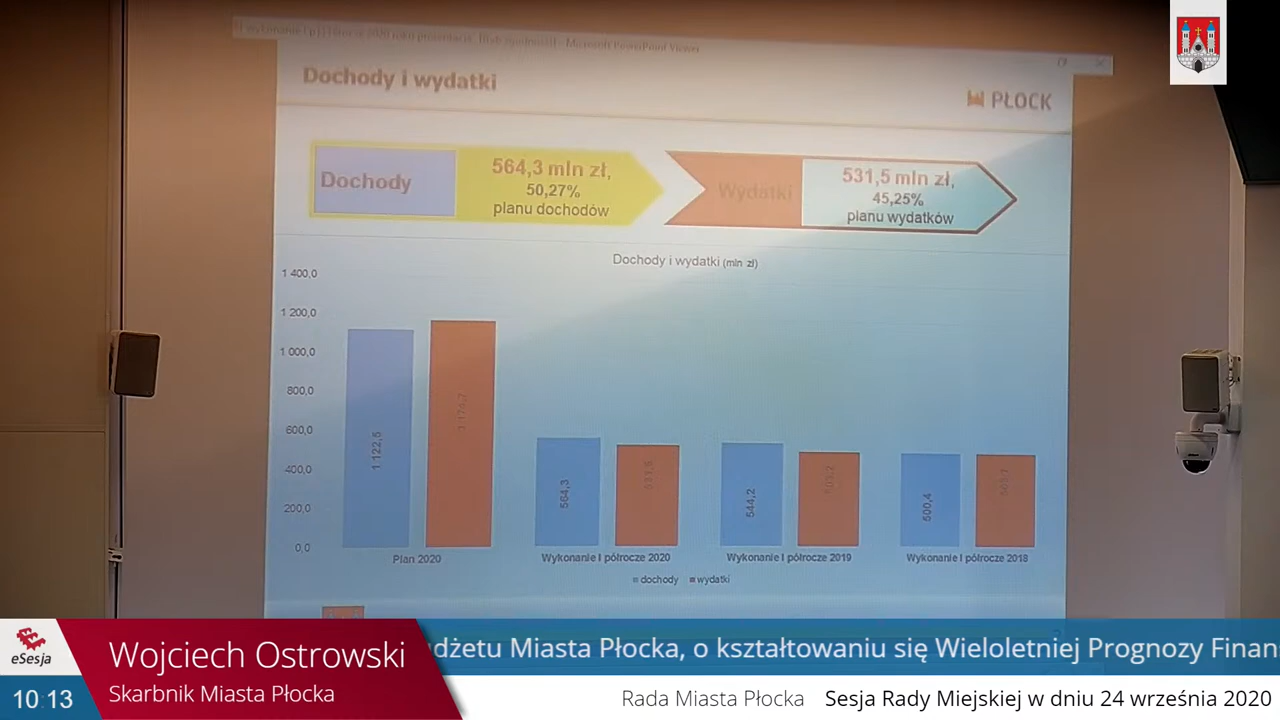 Dochody i wydatki
PŁOCK
Dochody
564,3 mln zł,
50,27%
planu dochodów
Wydatki
531,5 mln zł,
45,25%
planu wydatków
Dochody i wydatki (mln zł)
1 400,0
1 200,0
1 000,0
800,0
600,0
400,0
200,0
0,0
1 122,5
564,3
531,5
544,2
500,4
Plan 2020
Wykonanie I półrocze 2020
Wykonanie I półrocze 2019
Wykonanie I półrocze 2018
dochody wydatki
eSesja
Wojciech Ostrowski
Skarbnik Miasta Płocka
10:13
dżetu Miasta Płocka, o kształtowaniu się Wieloletniej Prognozy Finan
Rada Miasta Płocka Sesja Rady Miejskiej w dniu 24 września 2020